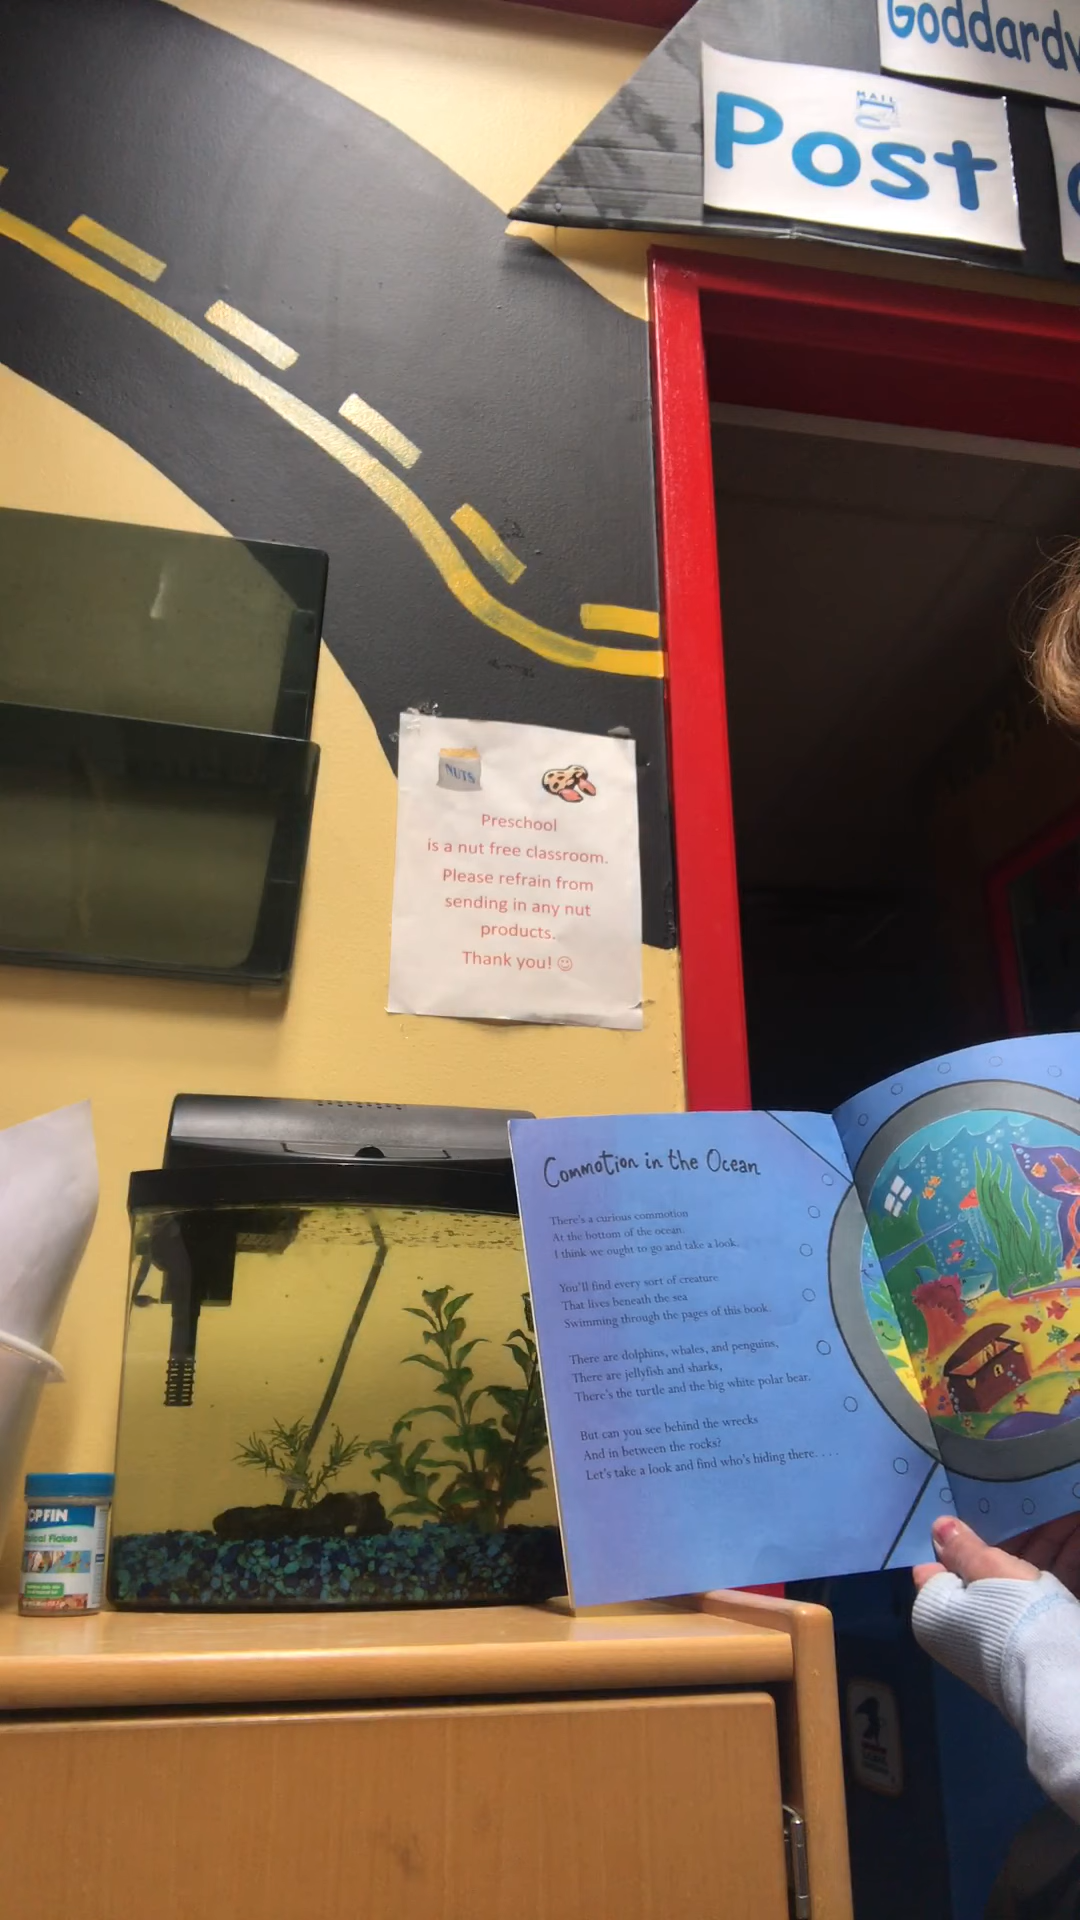 Goddardv
MAIL
Post
NUTS
Preschool
is a nut free classroom.
Please refrain from
sending in any nut
products.
Thank you! ☺
Commotion in the Ocean
There's a curious commotion
At the bottom of the ocean.
I think we ought to go and take a look.
You'll find every sort of creature
That lives beneath the sea
Swimming through the pages of this book.
There are dolphins, whales, and penguins,
There are jellyfish and sharks,
There's the turtle and the big white polar bear.
But can you see behind the wrecks
And in between the rocks?
Let's take a look and find who's hiding there. . . .
OP FIN
ical Flakes